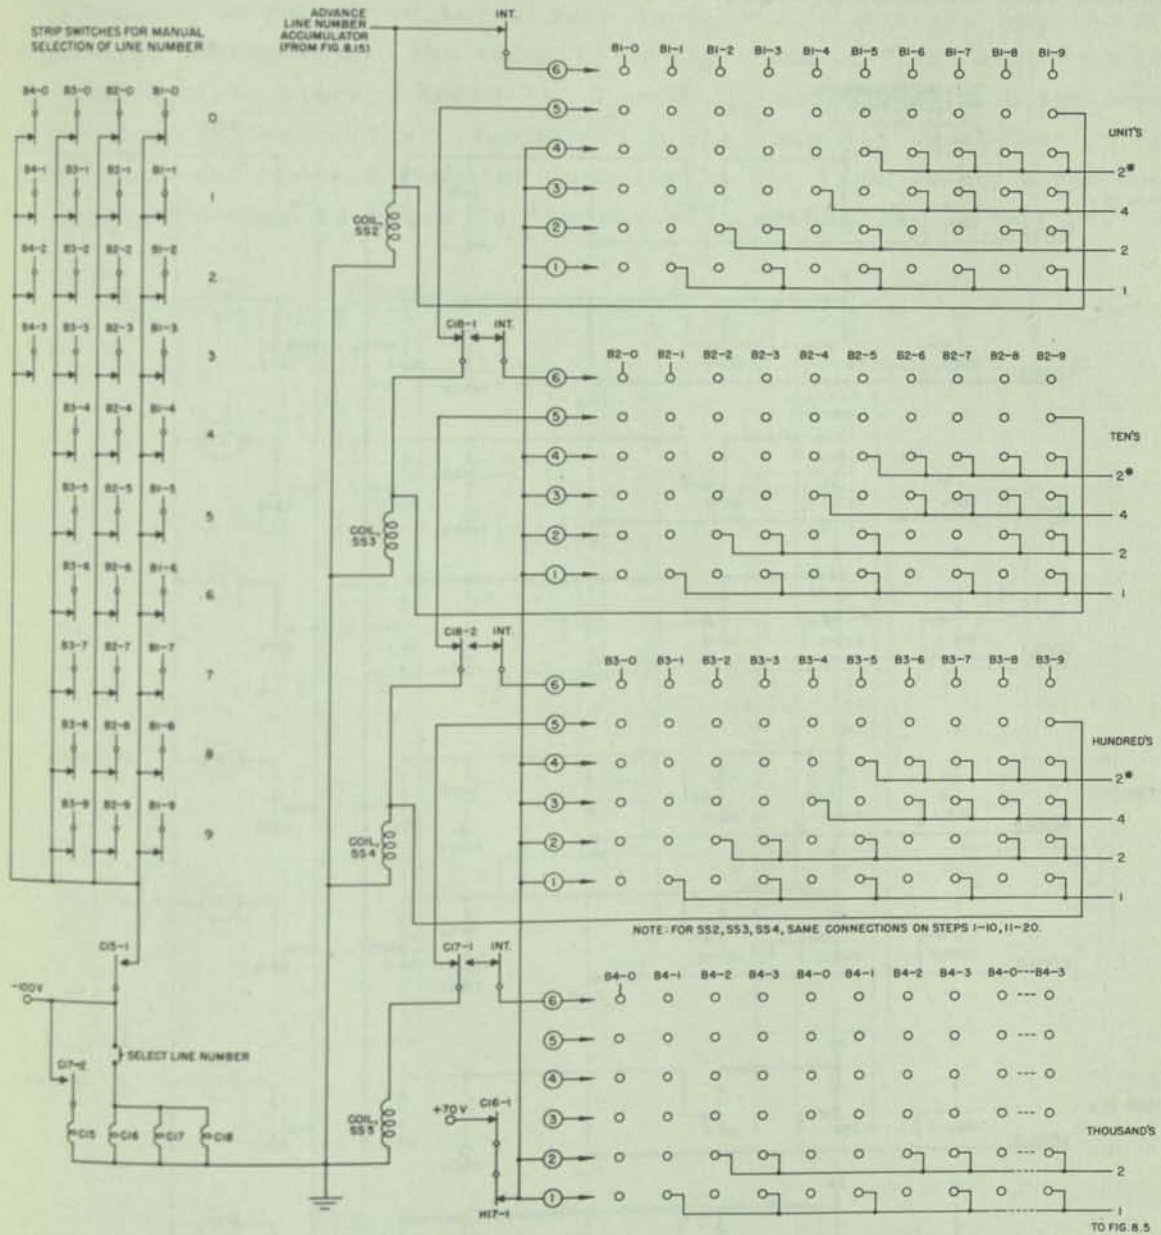 STRIP SWITCHES FOR MANUAL
SELECTION OF LINE NUMBER
B4-0 B3-0 B2-0 B1-0
0
B4-1 B3-1 B2-1 B1-1
1
B4-2 B3-2 B2-2 B1-2
2
B4-3 B3-3 B2-3 B1-3
3
B3-4 B2-4 B1-4
4
B3-5 B2-5 B1-5
5
B3-6 B2-6 B1-6
6
B3-7 B2-7 B1-7
7
B3-8 B2-8 B1-8
8
B3-9 B2-9 B1-9
9
C15-1
-100V
SELECT LINE NUMBER
C17-2
C15 C16 C17 C18
ADVANCE
LINE NUMBER
ACCUMULATOR
(FROM FIG. 8.15)
INT.
COIL,
SS2
C18-1 INT.
COIL,
SS3
C18-2 INT.
COIL,
SS4
C17-1 INT.
COIL,
SS5
+70V C16-1
H17-1
B1-0 B1-1 B1-2 B1-3 B1-4 B1-5 B1-6 B1-7 B1-8 B1-9
6
5
UNIT'S
4
2*
3
4
2
2
1
1
B2-0 B2-1 B2-2 B2-3 B2-4 B2-5 B2-6 B2-7 B2-8 B2-9
6
5
TEN'S
4
2*
3
4
2
2
1
1
B3-0 B3-1 B3-2 B3-3 B3-4 B3-5 B3-6 B3-7 B3-8 B3-9
6
5
HUNDRED'S
4
2*
3
4
2
2
1
1
NOTE: FOR SS2, SS3, SS4, SAME CONNECTIONS ON STEPS 1-10, 11-20.
B4-0 B4-1 B4-2 B4-3 B4-0 B4-1 B4-2 B4-3 B4-0---B4-3
6
5
4
3
THOUSAND'S
2
2
1
1
TO FIG. 8.5